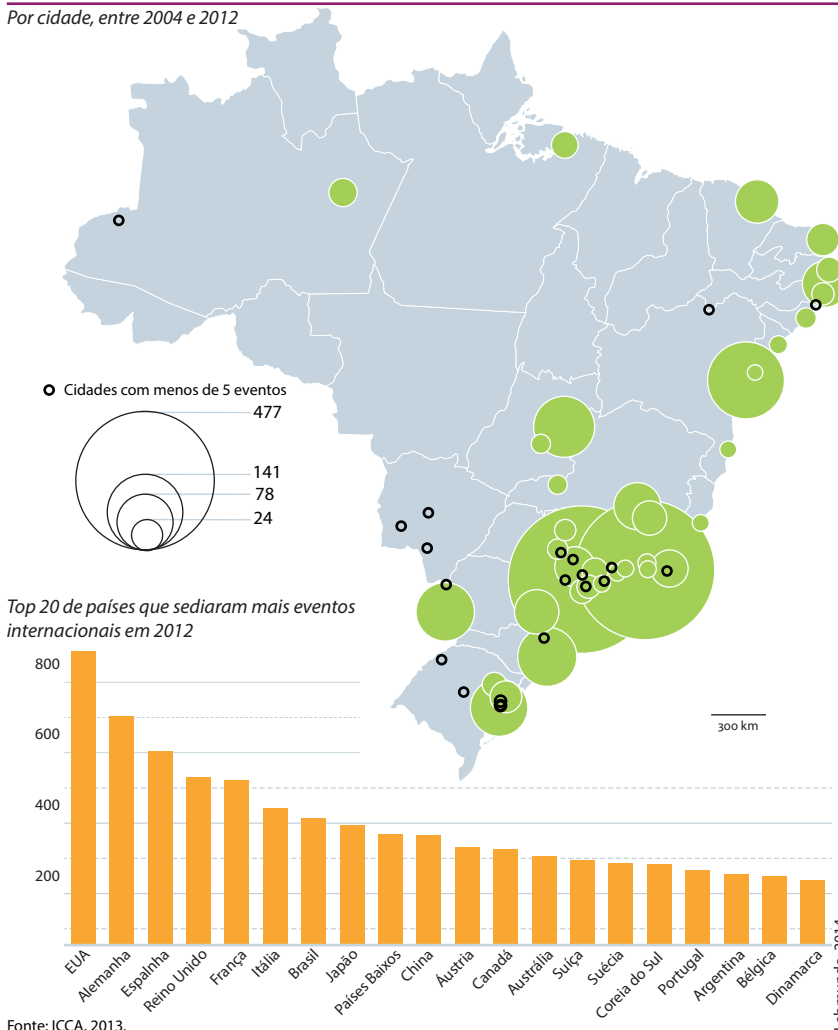 Por cidade, entre 2004 e 2012
Cidades com menos de 5 eventos
477
141
78
24
300 km
Top 20 de países que sediaram mais eventos
internacionais em 2012
800
600
400
200
EUA
Alemanha
Espainha
Reino Unido
França
Itália
Brasil
Japão
Países Baixos
China
Áustria
Canadá
Austrália
Suíça
Suécia
Coreia do Sul
Portugal
Argentina
Bélgica
Dinamarca
Fonte: ICCA, 2013.
2014